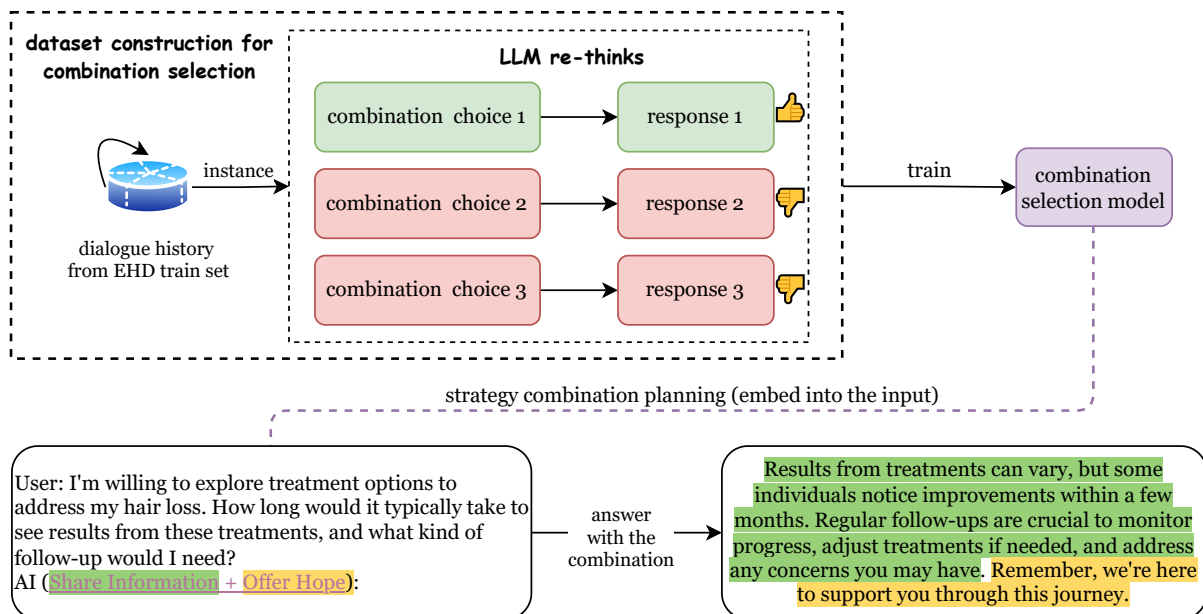 dataset construction for
combination selection
LLM re-thinks
combination choice 1
response 1
instance
combination choice 2
response 2
dialogue history
from EHD train set
combination choice 3
response 3
train
combination
selection model
strategy combination planning (embed into the input)
User: I'm willing to explore treatment options to
address my hair loss. How long would it typically take to
see results from these treatments, and what kind of
follow-up would I need?
AI (Share Information + Offer Hope):
answer
with the
combination
Results from treatments can vary, but some
individuals notice improvements within a few
months. Regular follow-ups are crucial to monitor
progress, adjust treatments if needed, and address
any concerns you may have. Remember, we're here
to support you through this journey.